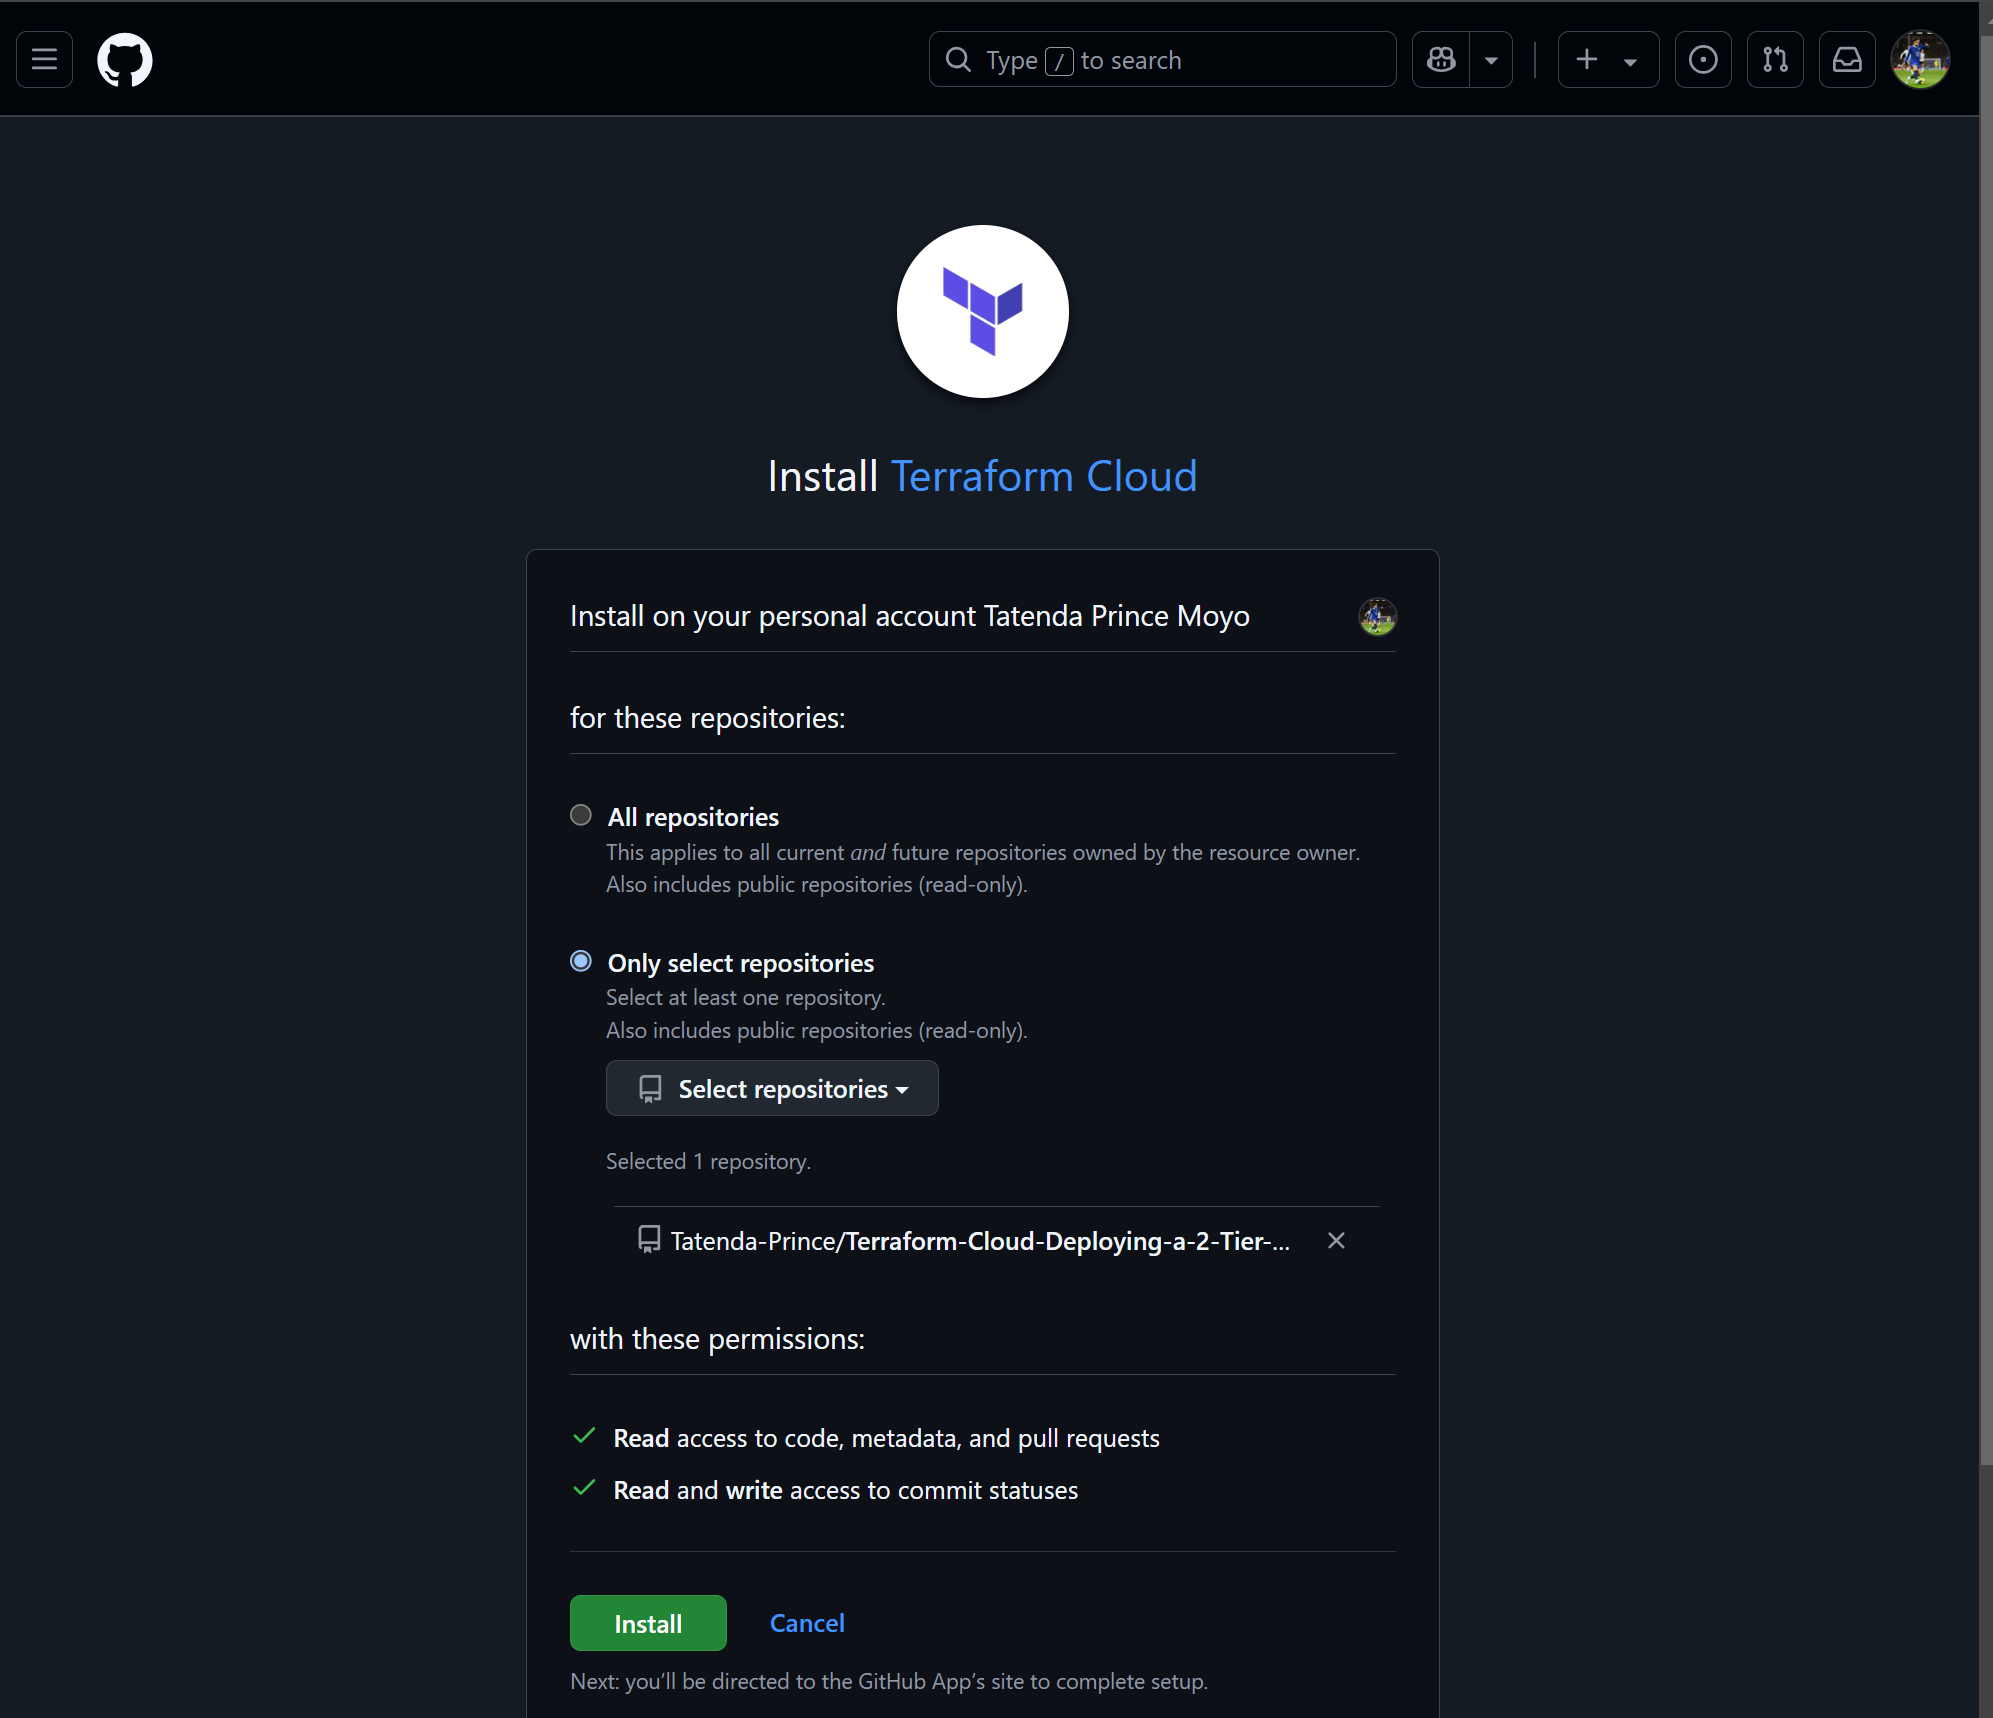 Type / to search
Install Terraform Cloud
Install on your personal account Tatenda Prince Moyo
for these repositories:
All repositories
This applies to all current and future repositories owned by the resource owner.
Also includes public repositories (read-only).
Only select repositories
Select at least one repository.
Also includes public repositories (read-only).
Select repositories
Selected 1 repository.
Tatenda-Prince/Terraform-Cloud-Deploying-a-2-Tier-...
with these permissions:
Read access to code, metadata, and pull requests
Read and write access to commit statuses
Install Cancel
Next: you’ll be directed to the GitHub App’s site to complete setup.